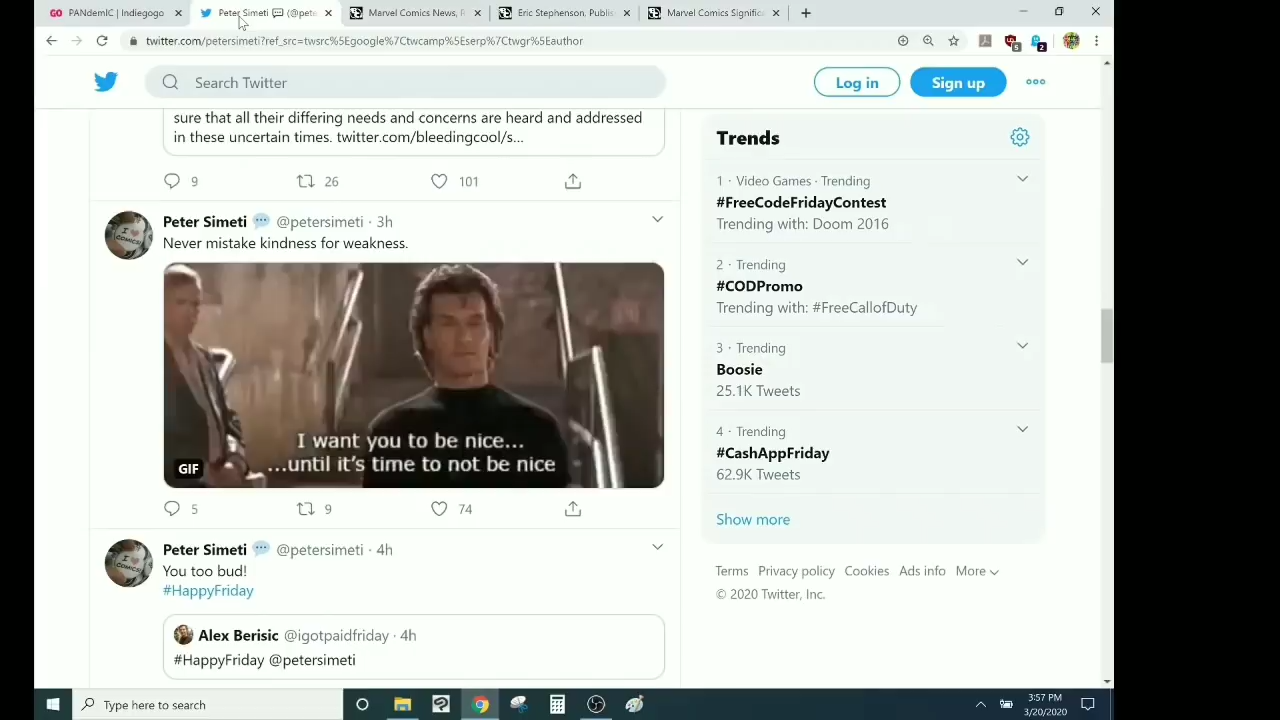 PANdemIC | Indiegogo
Peter Simeti 💬 (@pete
Marvel Comics News, R
Eric Stephenson, Publis
Marvel Comics Signific
twitter.com/petersimeti?ref_src=twsrc%5Egoogle%7Ctwcamp%5Eserp%7Ctwgr%5Eauthor
5
2
Search Twitter
Log in
Sign up
sure that all their differing needs and concerns are heard and addressed
in these uncertain times. twitter.com/bleedingcool/s...
9
26
101
Peter Simeti 💬 @petersimeti · 3h
Never mistake kindness for weakness.
I want you to be nice...
...until it's time to not be nice
GIF
5
9
74
Peter Simeti 💬 @petersimeti · 4h
You too bud!
#HappyFriday
Alex Berisic @igotpaidfriday · 4h
#HappyFriday @petersimeti
Trends
1 · Video Games · Trending
#FreeCodeFridayContest
Trending with: Doom 2016
2 · Trending
#CODPromo
Trending with: #FreeCallofDuty
3 · Trending
Boosie
25.1K Tweets
4 · Trending
#CashAppFriday
62.9K Tweets
Show more
Terms Privacy policy Cookies Ads info More
© 2020 Twitter, Inc.
Type here to search
3:57 PM
3/20/2020